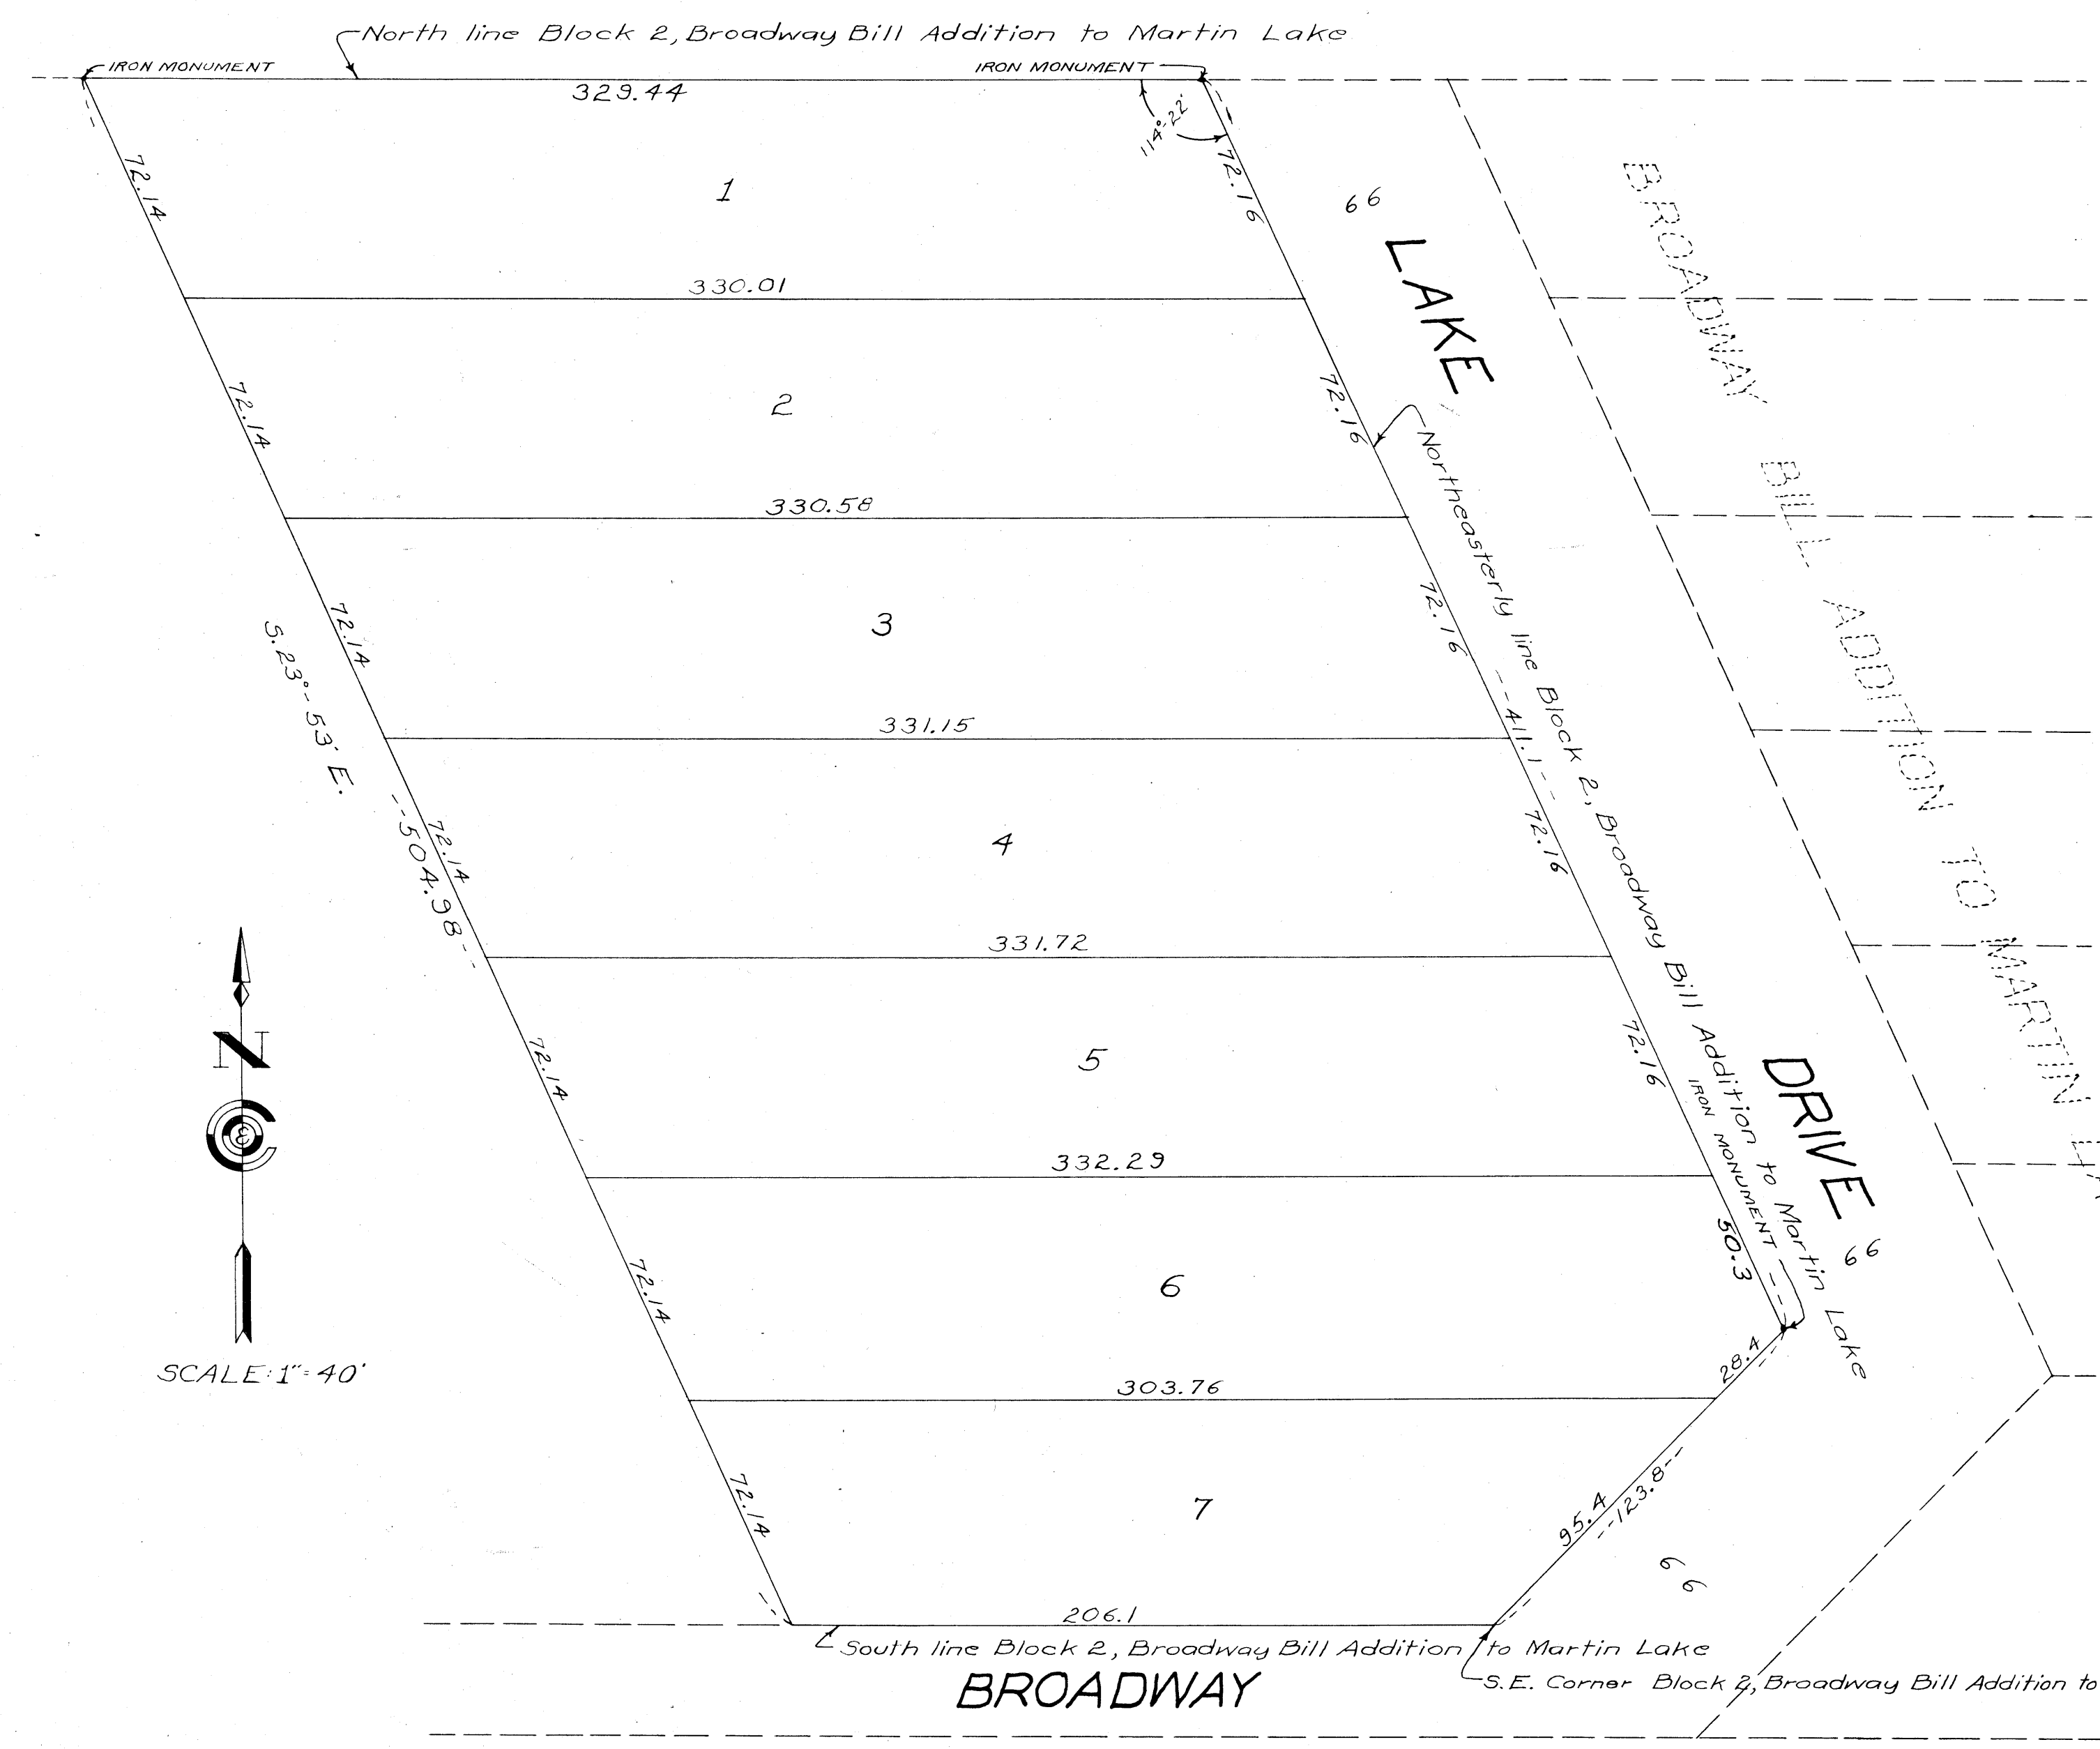 North line Block 2, Broadway Bill Addition to Martin Lake
IRON MONUMENT
IRON MONUMENT
329.44
114°-22'
72.14
1
72.16
66
LAKE
330.01
72.14
2
72.16
330.58
72.14
3
72.16
S.23°-53' E.
331.15
--411.1--
--504.98--
72.14
4
72.16
331.72
72.14
5
72.16
Northeasterly line Block 2, Broadway Bill Addition to Martin Lake
IRON MONUMENT
DRIVE
66
332.29
72.14
6
50.3
28.4
303.76
72.14
7
95.4
--123.8--
66
206.1
South line Block 2, Broadway Bill Addition to Martin Lake
S.E. Corner Block 2, Broadway Bill Addition to
BROADWAY
BROADWAY BILL ADDITION TO MARTIN
N
SCALE: 1"=40'